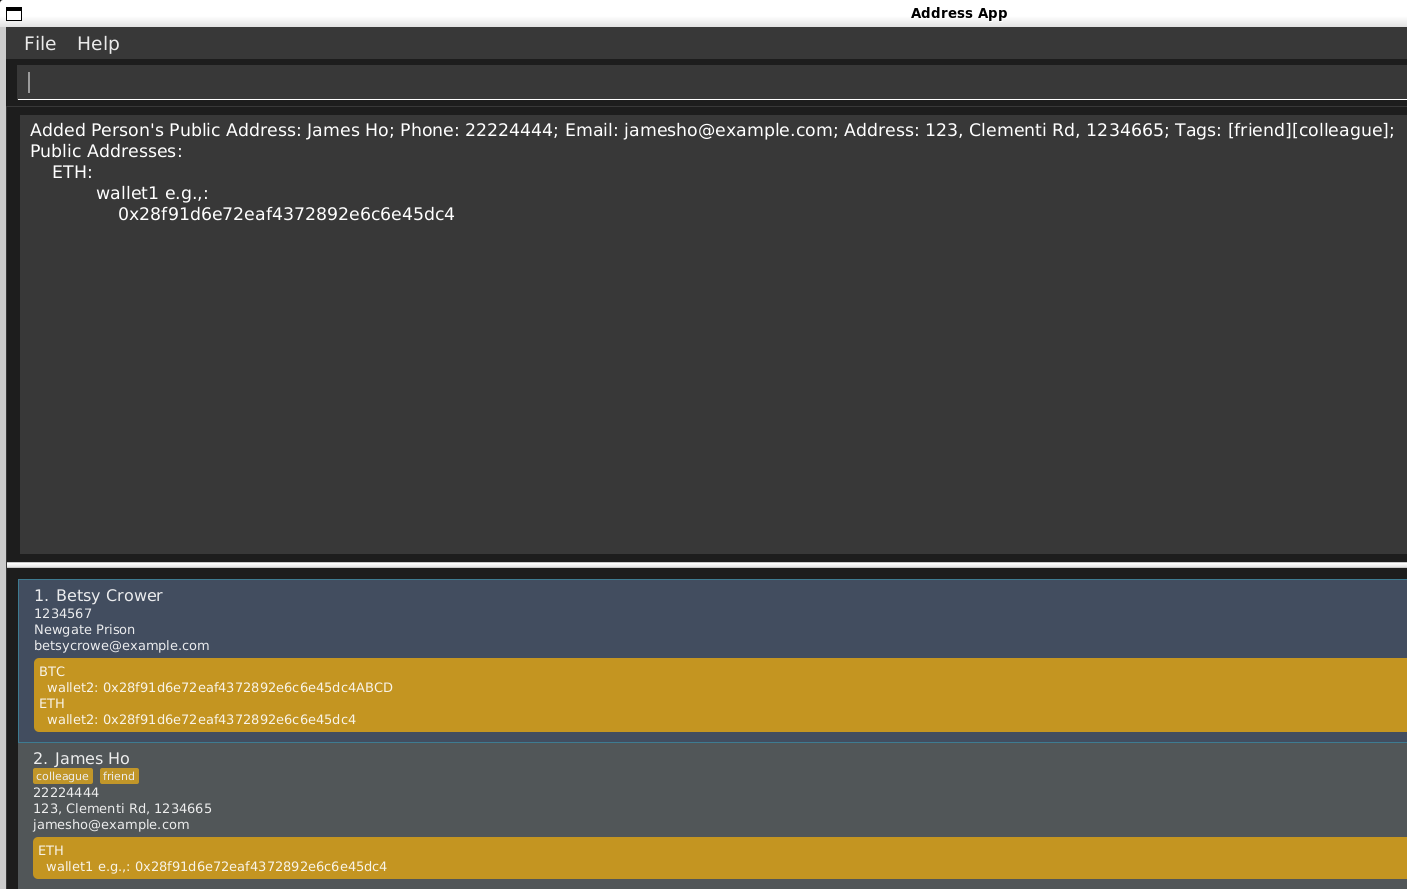 Address App
File Help
Added Person's Public Address: James Ho; Phone: 22224444; Email: jamesho@example.com; Address: 123, Clementi Rd, 1234665; Tags: [friend][colleague];
Public Addresses:
ETH:
wallet1 e.g.,:
0x28f91d6e72eaf4372892e6c6e45dc4
1. Betsy Crower
1234567
Newgate Prison
betsycrowe@example.com
BTC
wallet2: 0x28f91d6e72eaf4372892e6c6e45dc4ABCD
ETH
wallet2: 0x28f91d6e72eaf4372892e6c6e45dc4
2. James Ho
colleague friend
22224444
123, Clementi Rd, 1234665
jamesho@example.com
ETH
wallet1 e.g.,: 0x28f91d6e72eaf4372892e6c6e45dc4